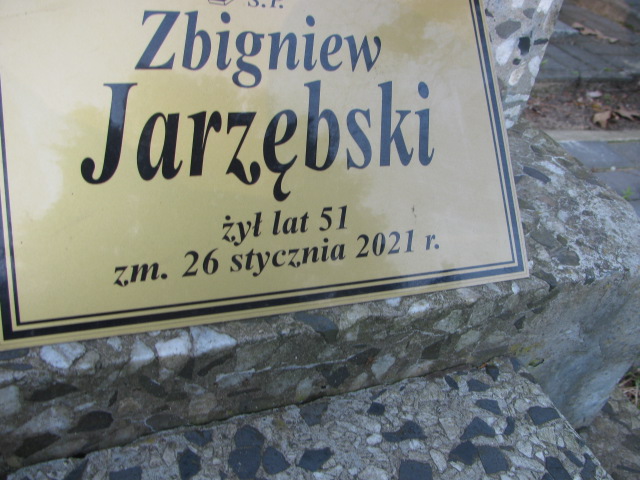 Ś.P.
Zbigniew
Jarzębski
żył lat 51
zm. 26 stycznia 2021 r.